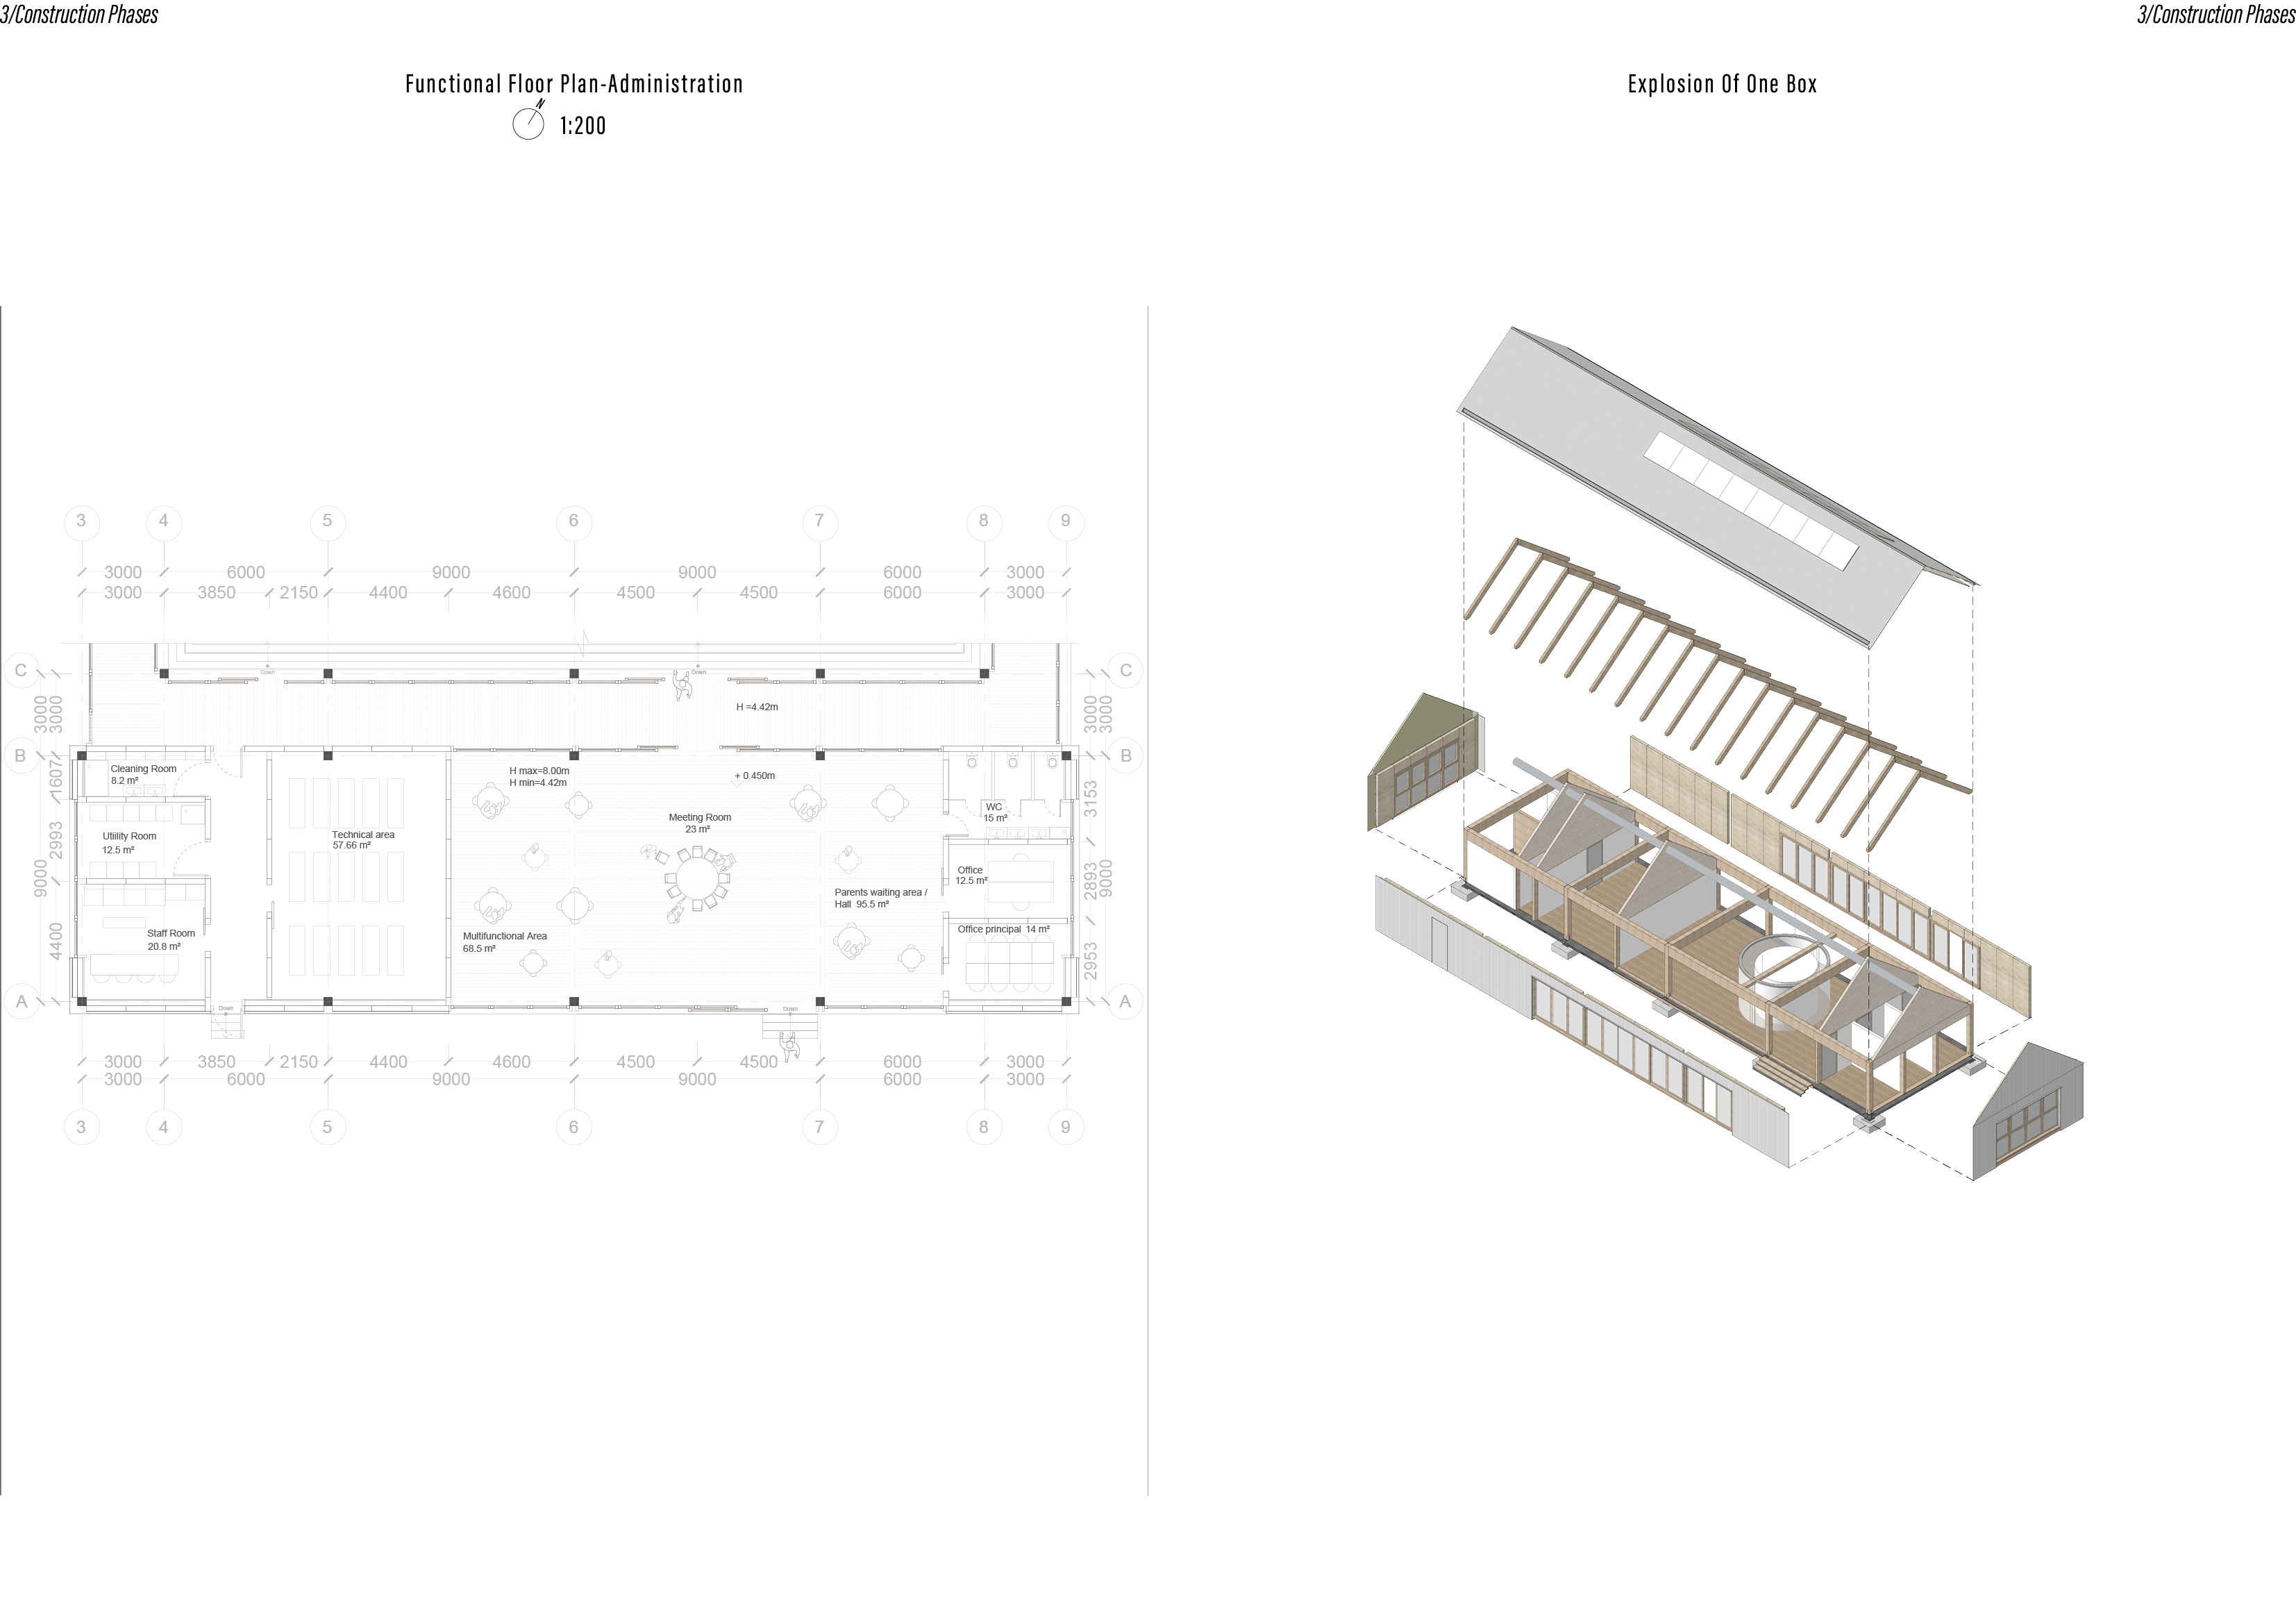 3/Construction Phases
3/Construction Phases
Functional Floor Plan-Administration
N
1:200
Explosion Of One Box
3 4 5 6 7 8 9
3000 6000 9000 9000 6000 3000
3000 3850 2150 4400 4600 4500 4500 6000 3000
C
C
Down
Down
3000
3000
3000
3000
H =4.42m
B
B
Cleaning Room
8.2 m²
H max=8.00m
H min=4.42m
+ 0.450m
1607
3153
WC
15 m²
Meeting Room
23 m²
Utiility Room
12.5 m²
Technical area
57.66 m²
2993
9000
2893
9000
Office
12.5 m²
Parents waiting area /
Hall 95.5 m²
Staff Room
20.8 m²
Multifunctional Area
68.5 m²
Office principal 14 m²
4400
2953
A
A
Down
Down
3000 3850 2150 4400 4600 4500 4500 6000 3000
3000 6000 9000 9000 6000 3000
3 4 5 6 7 8 9